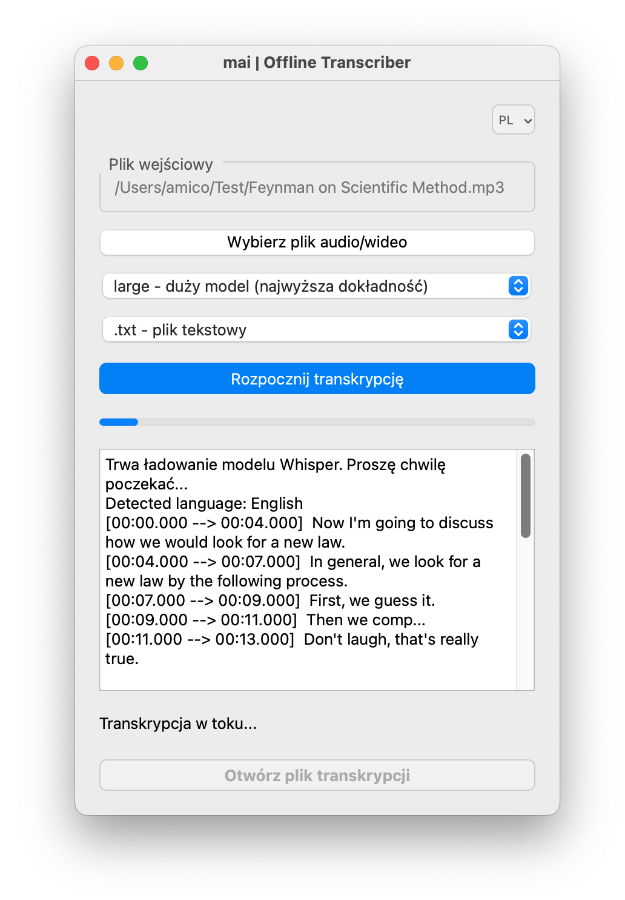 mai | Offline Transcriber
PL
Plik wejściowy
/Users/amico/Test/Feynman on Scientific Method.mp3
Wybierz plik audio/wideo
large - duży model (najwyższa dokładność)
.txt - plik tekstowy
Rozpocznij transkrypcję
Trwa ładowanie modelu Whisper. Proszę chwilę
poczekać...
Detected language: English
[00:00.000 --> 00:04.000]  Now I'm going to discuss
how we would look for a new law.
[00:04.000 --> 00:07.000]  In general, we look for a
new law by the following process.
[00:07.000 --> 00:09.000]  First, we guess it.
[00:09.000 --> 00:11.000]  Then we comp...
[00:11.000 --> 00:13.000]  Don't laugh, that's really
true.
Transkrypcja w toku...
Otwórz plik transkrypcji